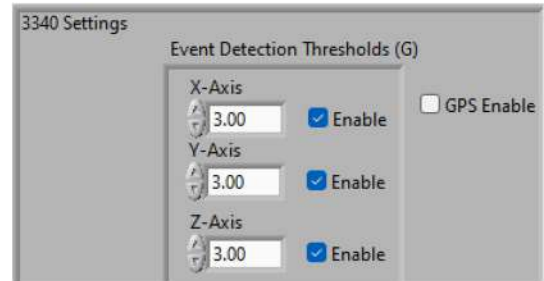 3340 Settings
Event Detection Thresholds (G)
X-Axis
3.00 Enable GPS Enable
Y-Axis
3.00 Enable
Z-Axis
3.00 Enable